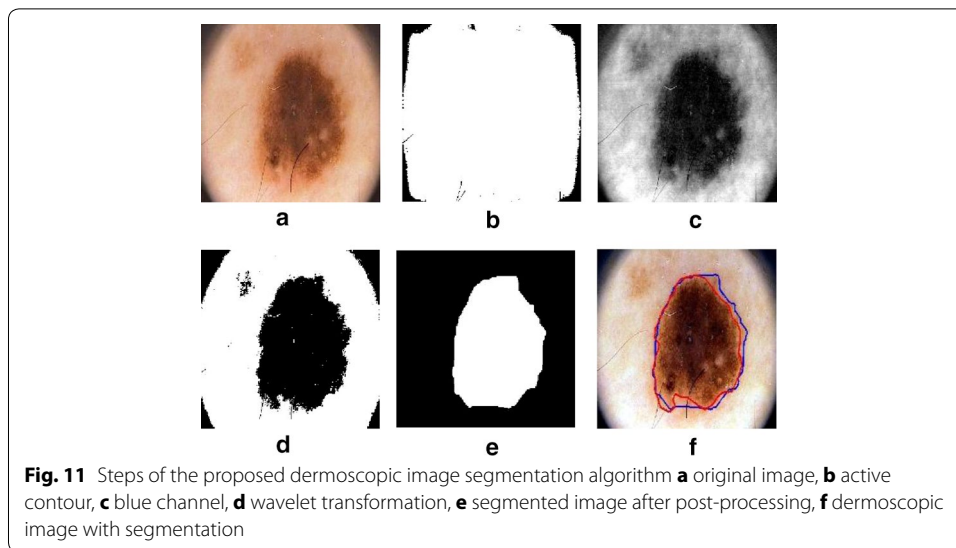 a
b
c
d
e
f
Fig. 11 Steps of the proposed dermoscopic image segmentation algorithm a original image, b active
contour, c blue channel, d wavelet transformation, e segmented image after post-processing, f dermoscopic
image with segmentation